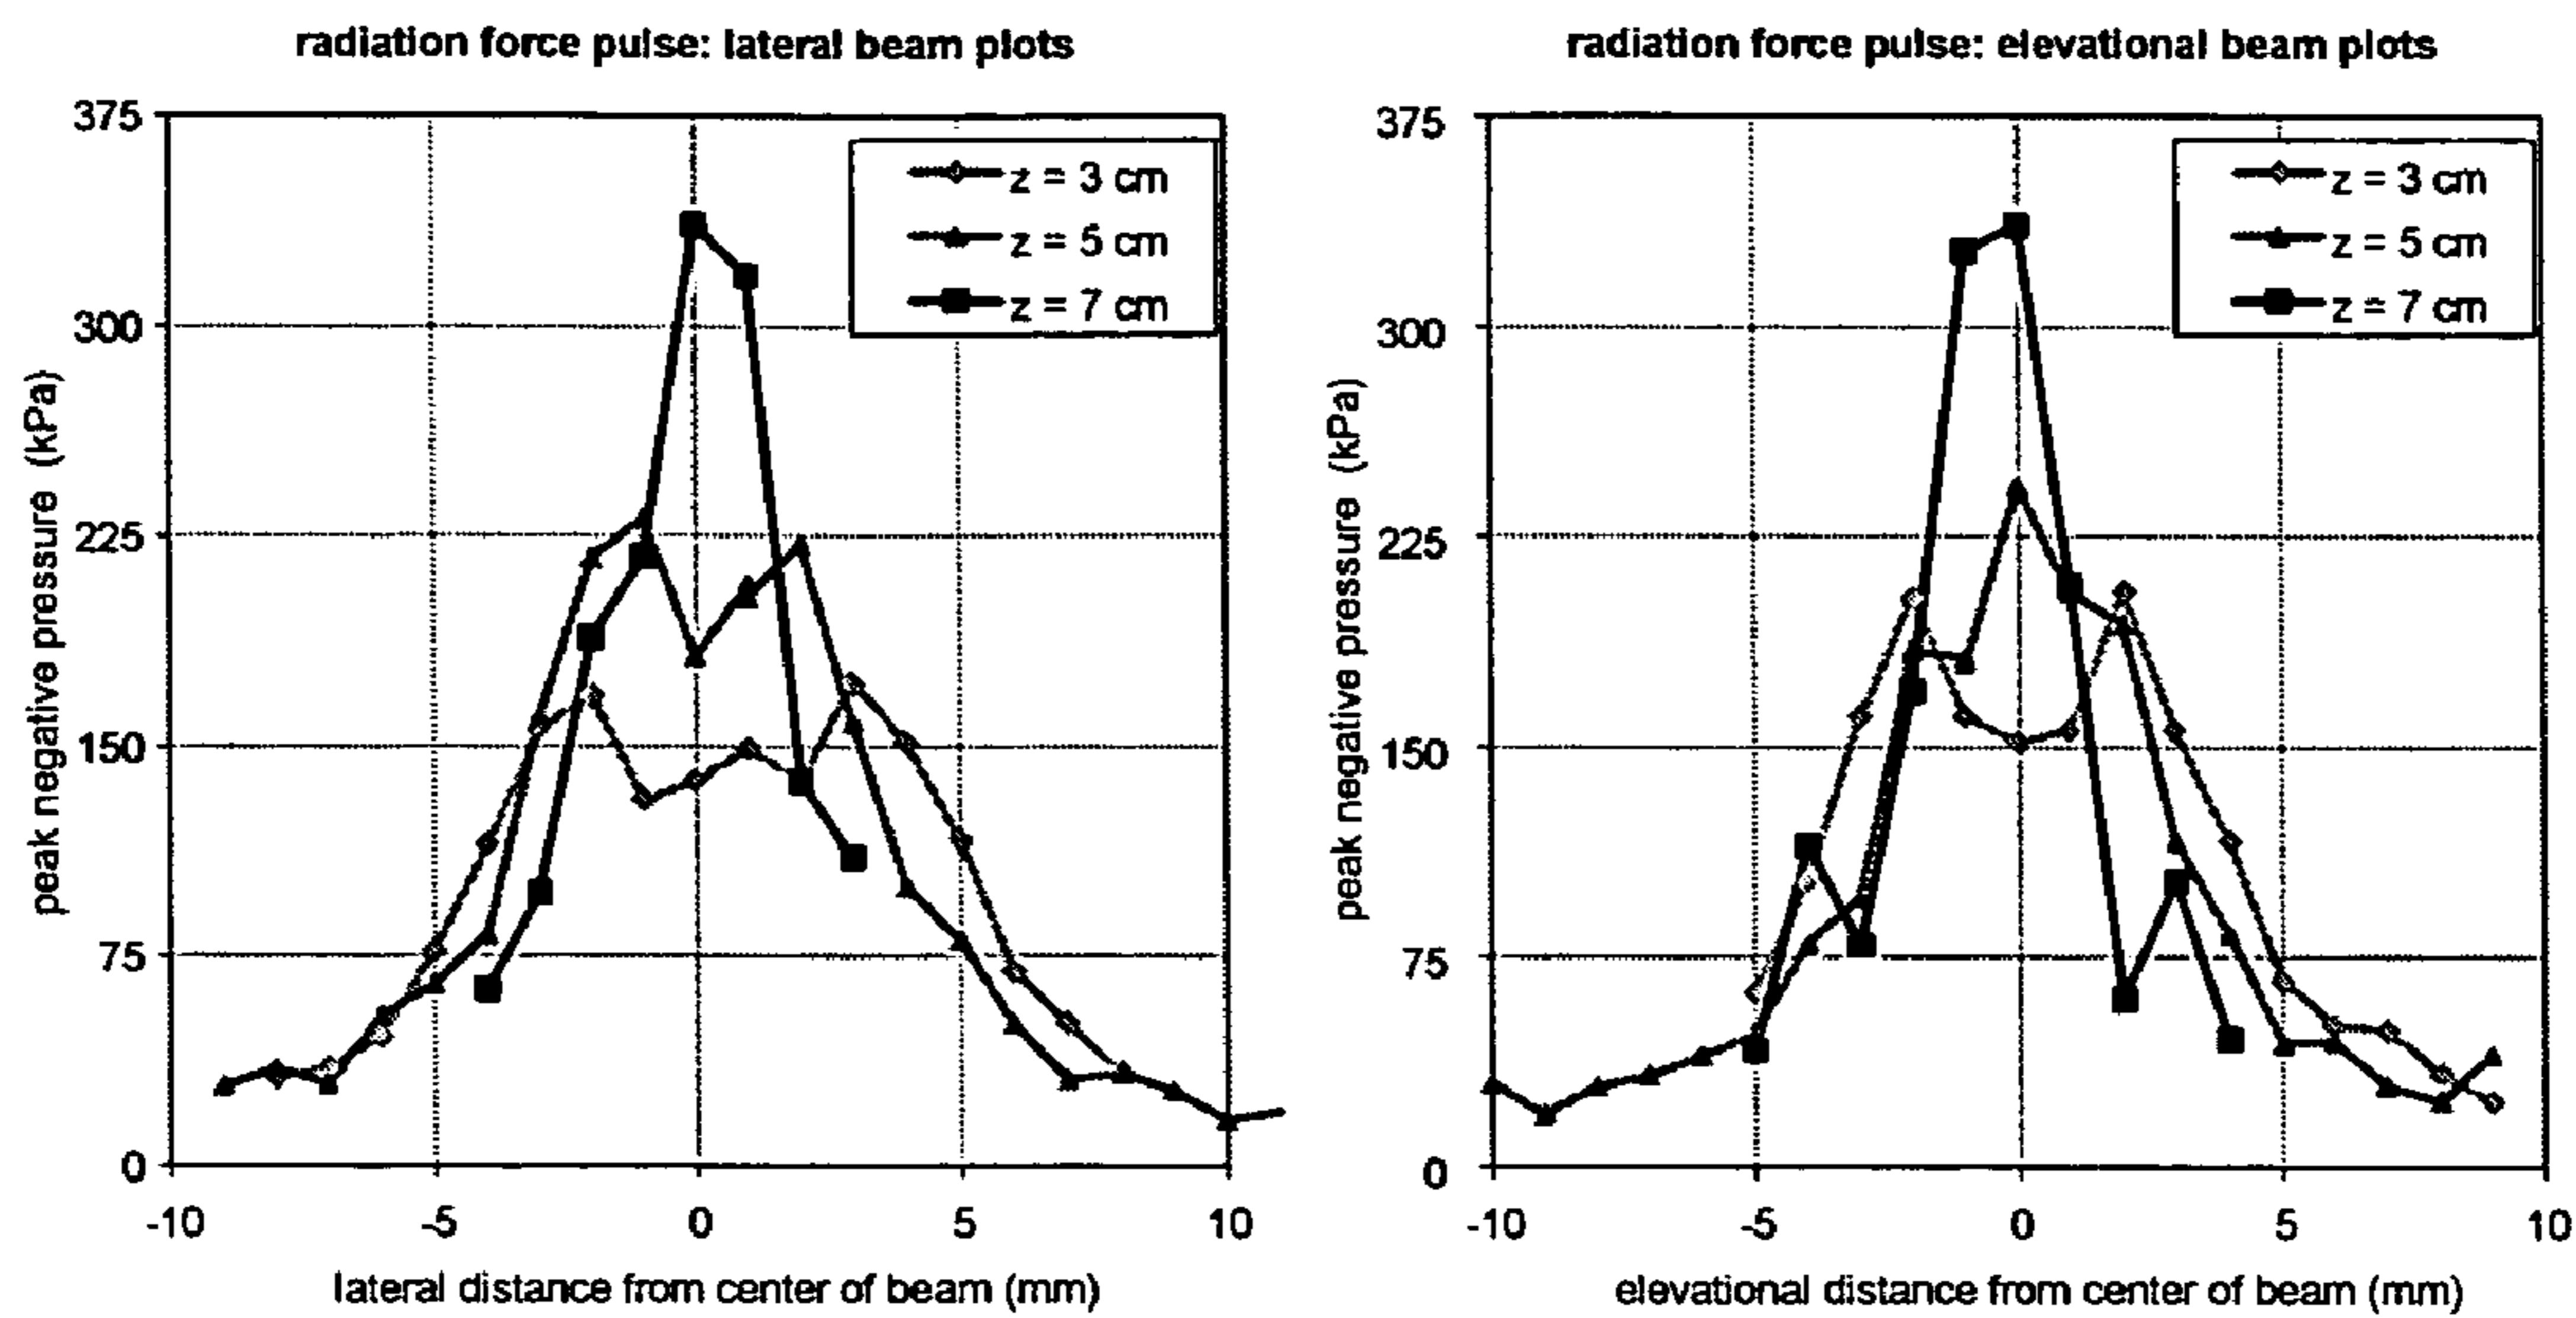 radiation force pulse: lateral beam plots
375
300
225
150
75
0
-10 -5 0 5 10
peak negative pressure (kPa)
lateral distance from center of beam (mm)
z = 3 cm
z = 5 cm
z = 7 cm
radiation force pulse: elevational beam plots
375
300
225
150
75
0
-10 -5 0 5 10
peak negative pressure (kPa)
elevational distance from center of beam (mm)
z = 3 cm
z = 5 cm
z = 7 cm